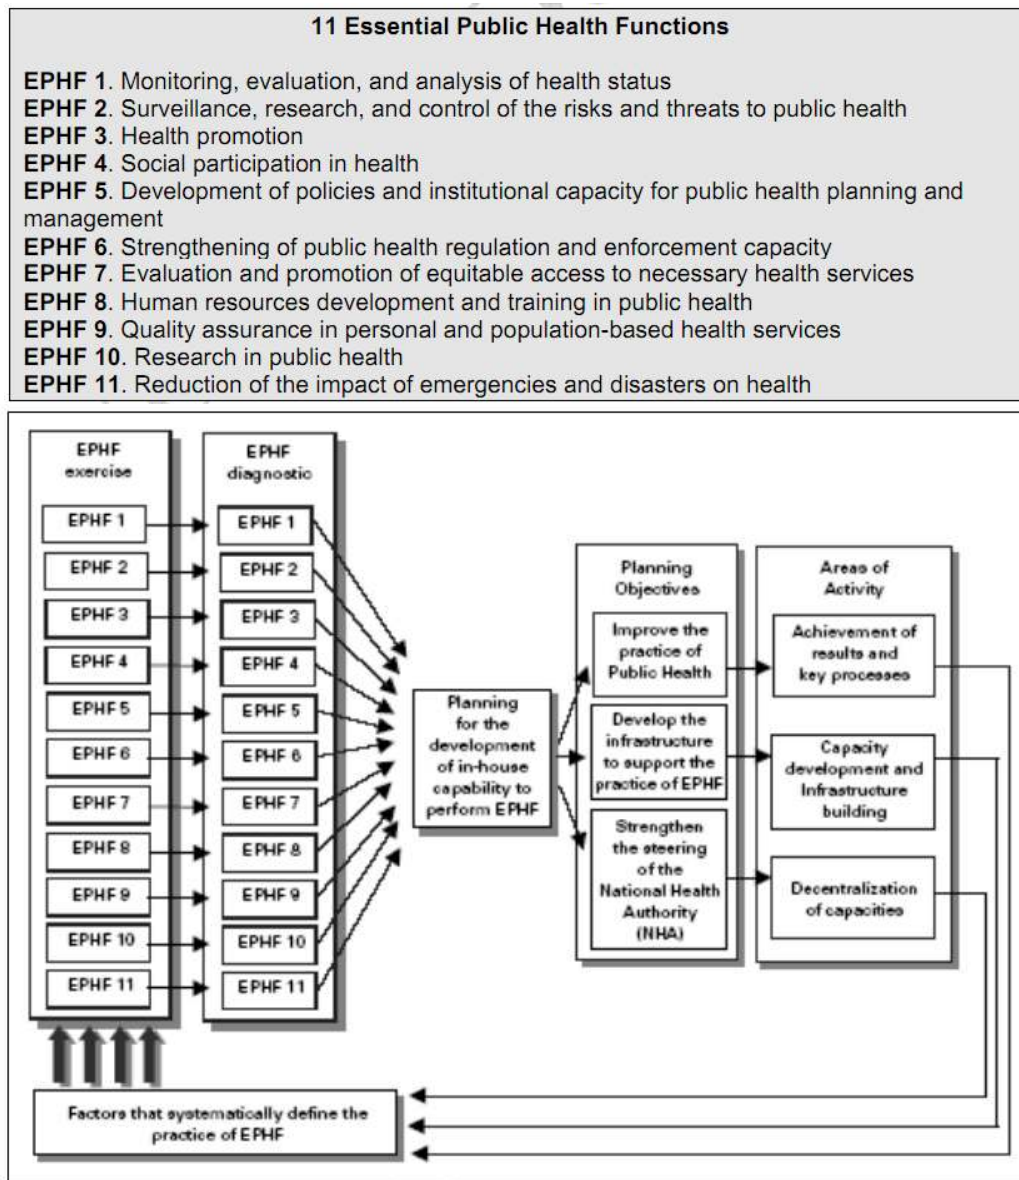 11 Essential Public Health Functions
EPHF 1. Monitoring, evaluation, and analysis of health status
EPHF 2. Surveillance, research, and control of the risks and threats to public health
EPHF 3. Health promotion
EPHF 4. Social participation in health
EPHF 5. Development of policies and institutional capacity for public health planning and
management
EPHF 6. Strengthening of public health regulation and enforcement capacity
EPHF 7. Evaluation and promotion of equitable access to necessary health services
EPHF 8. Human resources development and training in public health
EPHF 9. Quality assurance in personal and population-based health services
EPHF 10. Research in public health
EPHF 11. Reduction of the impact of emergencies and disasters on health
EPHF
exercise
EPHF 1
EPHF 2
EPHF 3
EPHF 4
EPHF 5
EPHF 6
EPHF 7
EPHF 8
EPHF 9
EPHF 10
EPHF 11
EPHF
diagnostic
EPHF 1
EPHF 2
EPHF 3
EPHF 4
EPHF 5
EPHF 6
EPHF 7
EPHF 8
EPHF 9
EPHF 10
EPHF 11
Planning
for the
development
of in-house
capability to
perform EPHF
Planning
Objectives
Improve the
practice of
Public Health
Develop the
infrastructure
to support the
practice of EPHF
Strengthen
the steering
of the
National Health
Authority
(NHA)
Areas of
Activity
Achievement of
results and
key processes
Capacity
development and
Infrastructure
building
Decentralization
of capacities
Factors that systematically define the
practice of EPHF